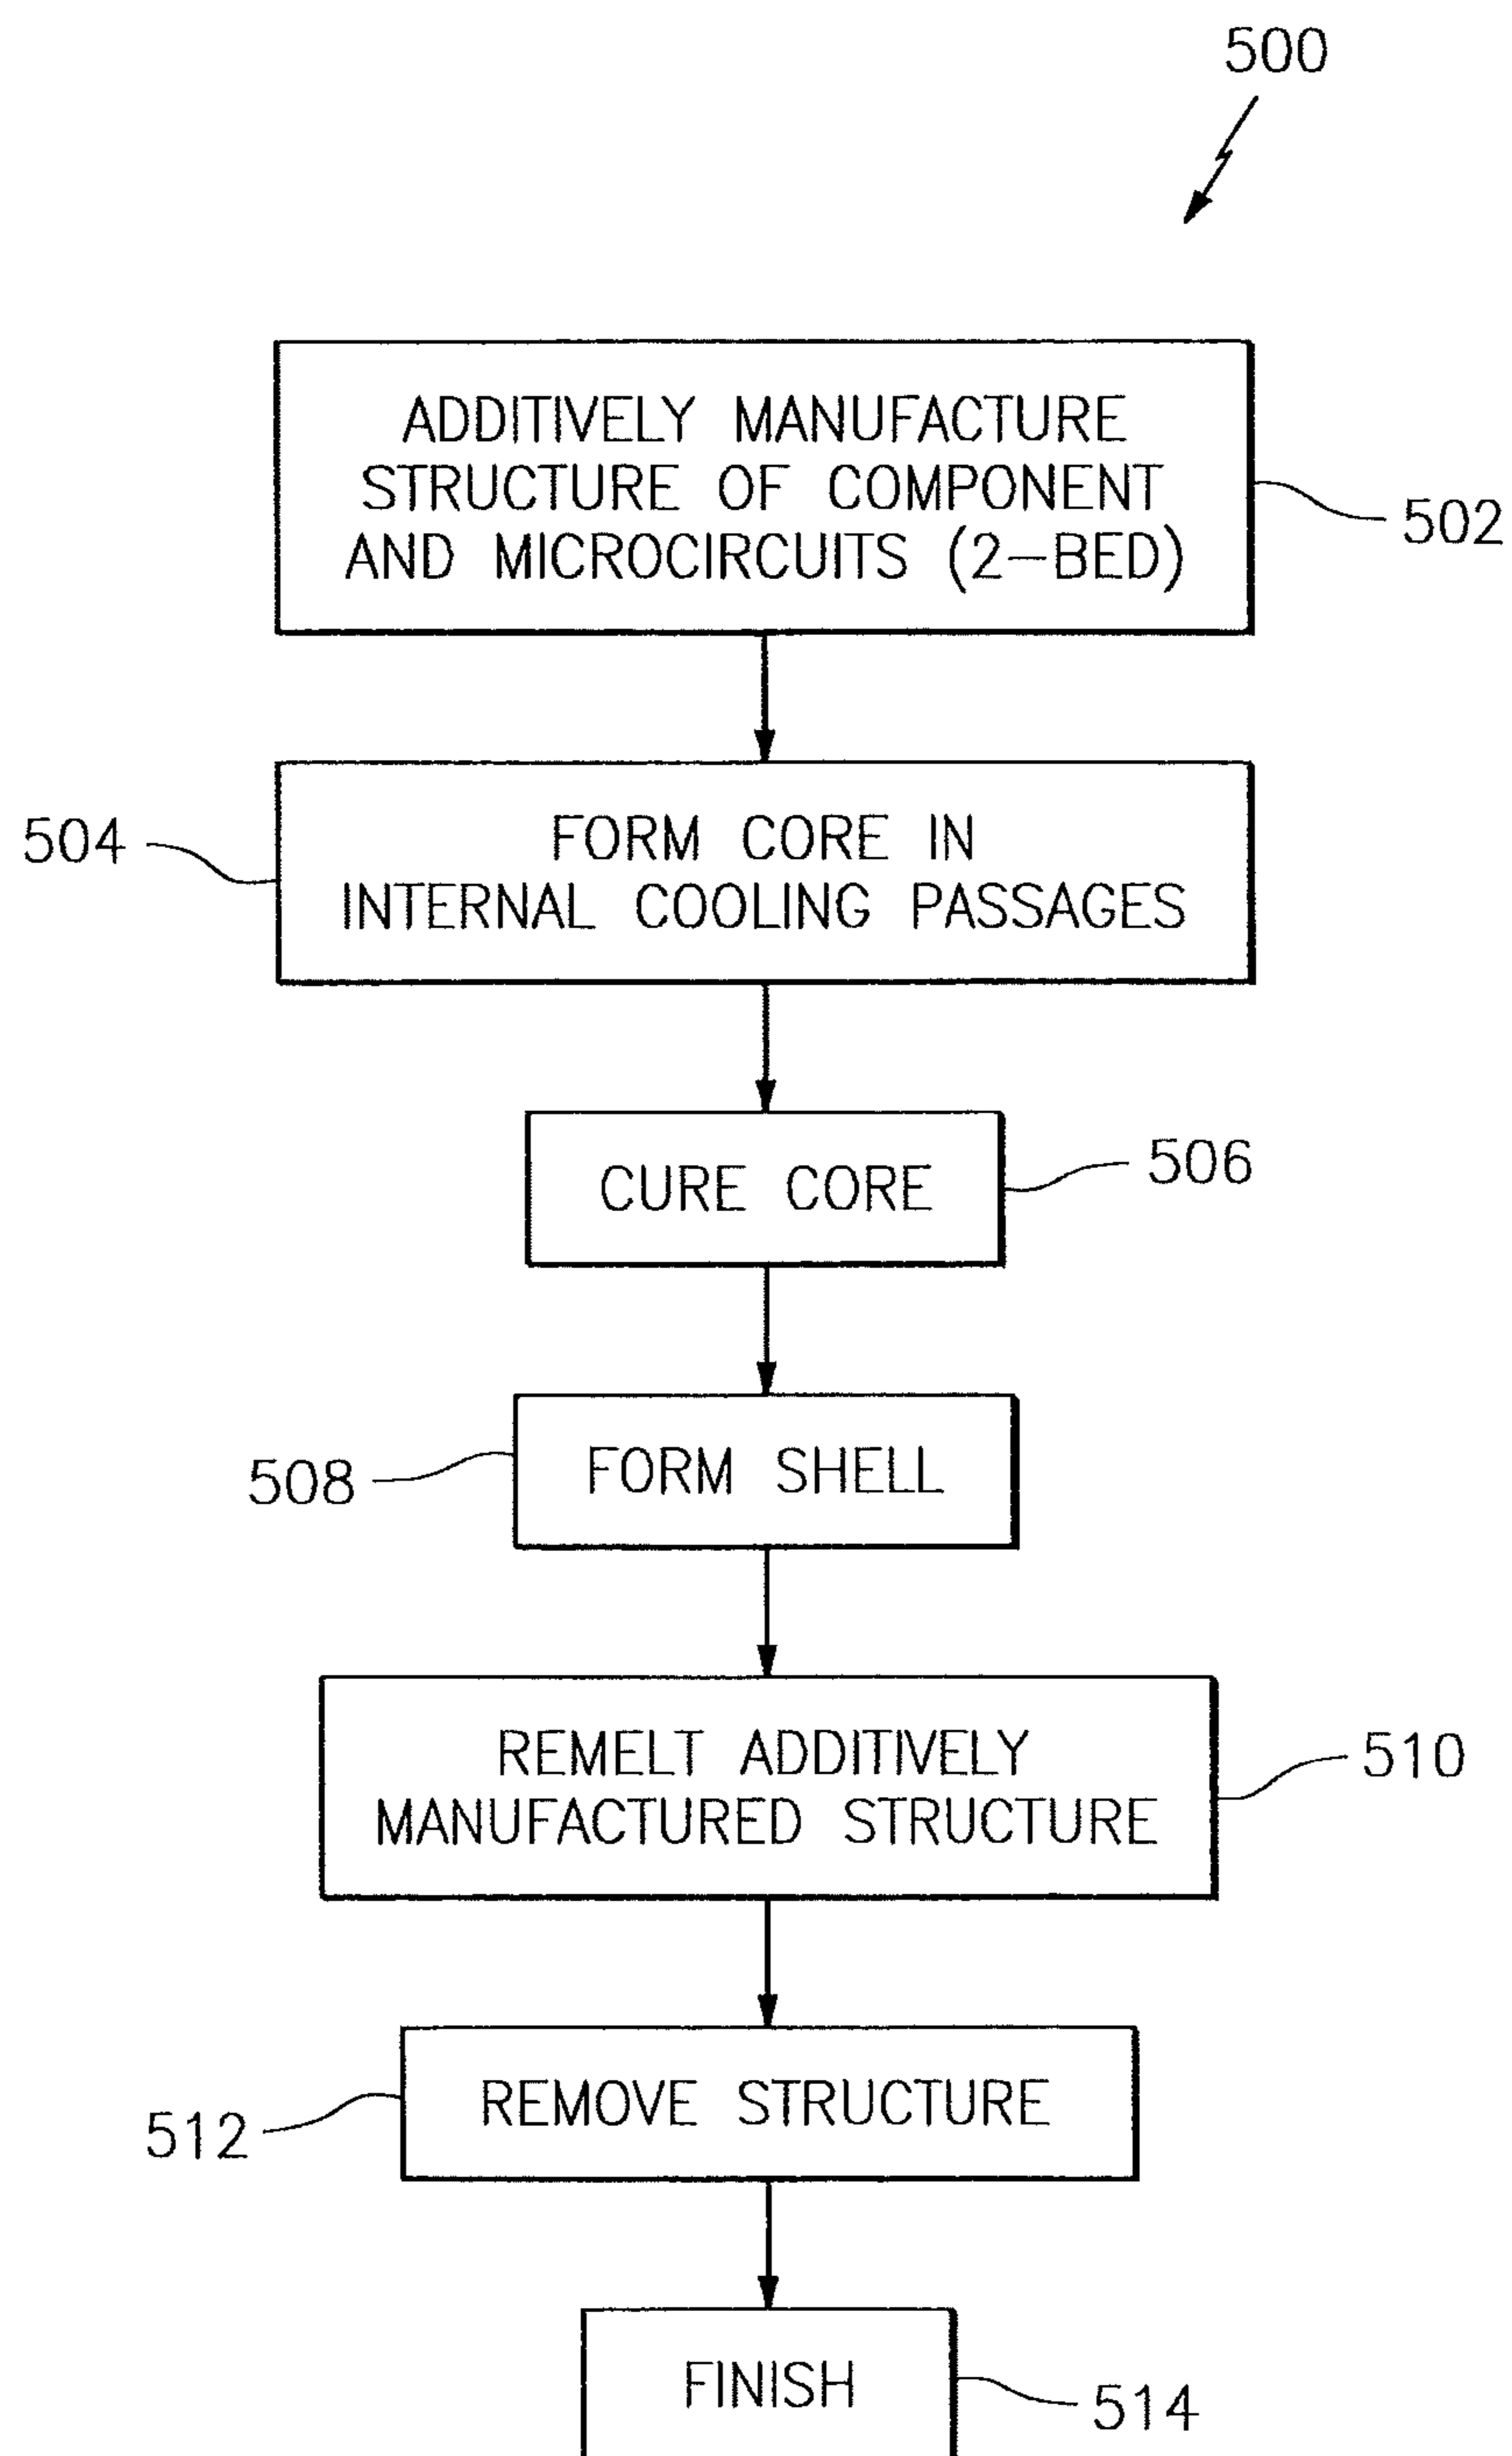 500
ADDITIVELY MANUFACTURE
STRUCTURE OF COMPONENT
AND MICROCIRCUITS (2-BED)
502
FORM CORE IN
INTERNAL COOLING PASSAGES
504
CURE CORE
506
FORM SHELL
508
REMELT ADDITIVELY
MANUFACTURED STRUCTURE
510
REMOVE STRUCTURE
512
FINISH
514